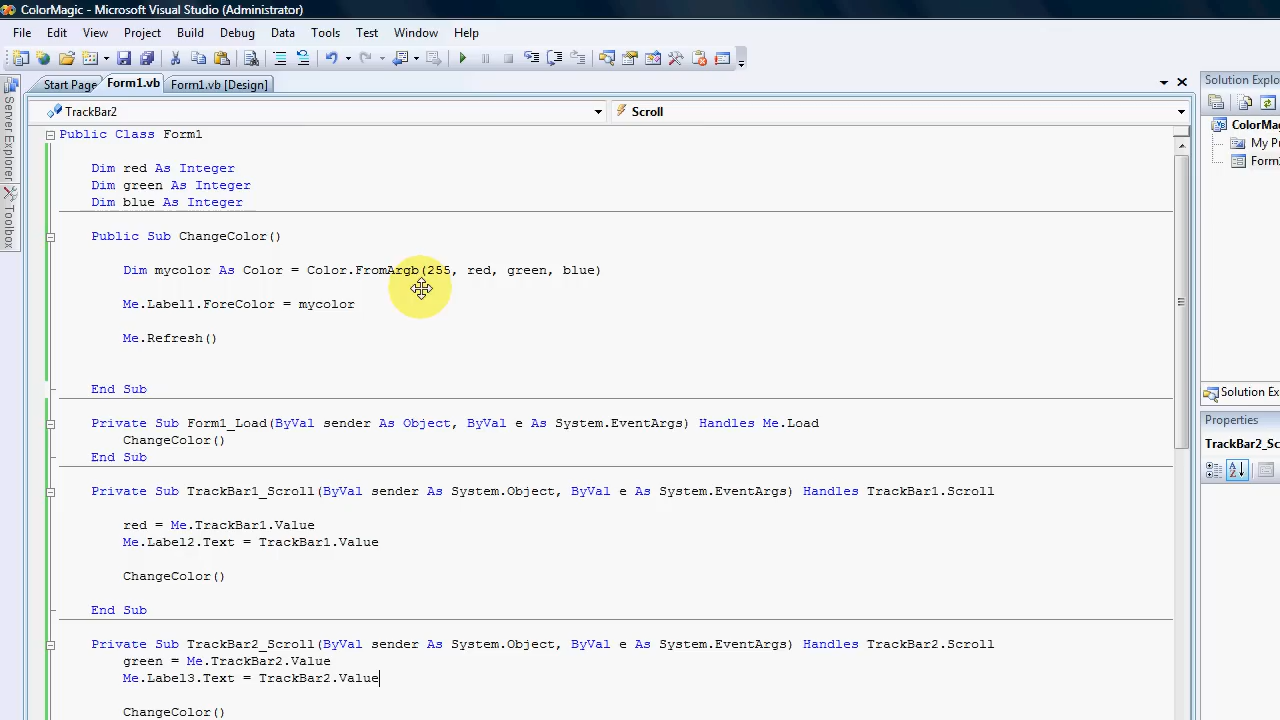 ColorMagic - Microsoft Visual Studio (Administrator)
File Edit View Project Build Debug Data Tools Test Window Help
Start Page Form1.vb Form1.vb [Design]
Solution Explo
TrackBar2 Scroll
Server Explorer
Toolbox
ColorMa
My P
Form
Public Class Form1
Dim red As Integer
Dim green As Integer
Dim blue As Integer
Public Sub ChangeColor()
Dim mycolor As Color = Color.FromArgb(255, red, green, blue)
Me.Label1.ForeColor = mycolor
Me.Refresh()
End Sub
Solution Ex
Properties
TrackBar2_Sc
Private Sub Form1_Load(ByVal sender As Object, ByVal e As System.EventArgs) Handles Me.Load
ChangeColor()
End Sub
Private Sub TrackBar1_Scroll(ByVal sender As System.Object, ByVal e As System.EventArgs) Handles TrackBar1.Scroll
red = Me.TrackBar1.Value
Me.Label2.Text = TrackBar1.Value
ChangeColor()
End Sub
Private Sub TrackBar2_Scroll(ByVal sender As System.Object, ByVal e As System.EventArgs) Handles TrackBar2.Scroll
green = Me.TrackBar2.Value
Me.Label3.Text = TrackBar2.Value
ChangeColor()